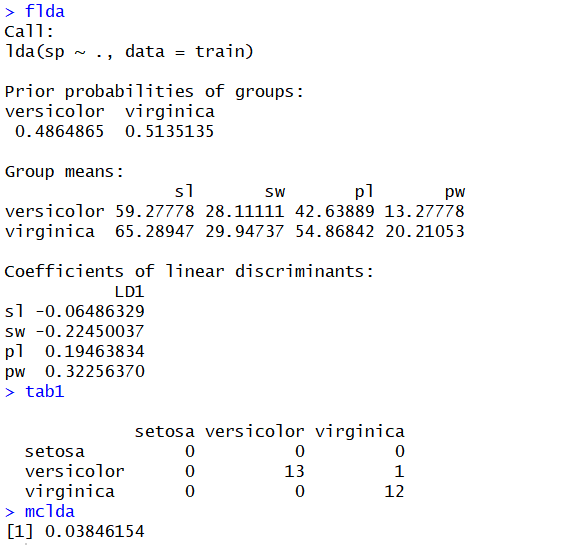 > flda
Call:
lda(sp ~ ., data = train)
Prior probabilities of groups:
versicolor  virginica
 0.4864865  0.5135135
Group means:
                 sl       sw       pl       pw
versicolor 59.27778 28.11111 42.63889 13.27778
virginica  65.28947 29.94737 54.86842 20.21053
Coefficients of linear discriminants:
           LD1
sl -0.06486329
sw -0.22450037
pl  0.19463834
pw  0.32256370
> tab1
             setosa versicolor virginica
  setosa          0          0         0
  versicolor      0         13         1
  virginica       0          0        12
> mclda
[1] 0.03846154